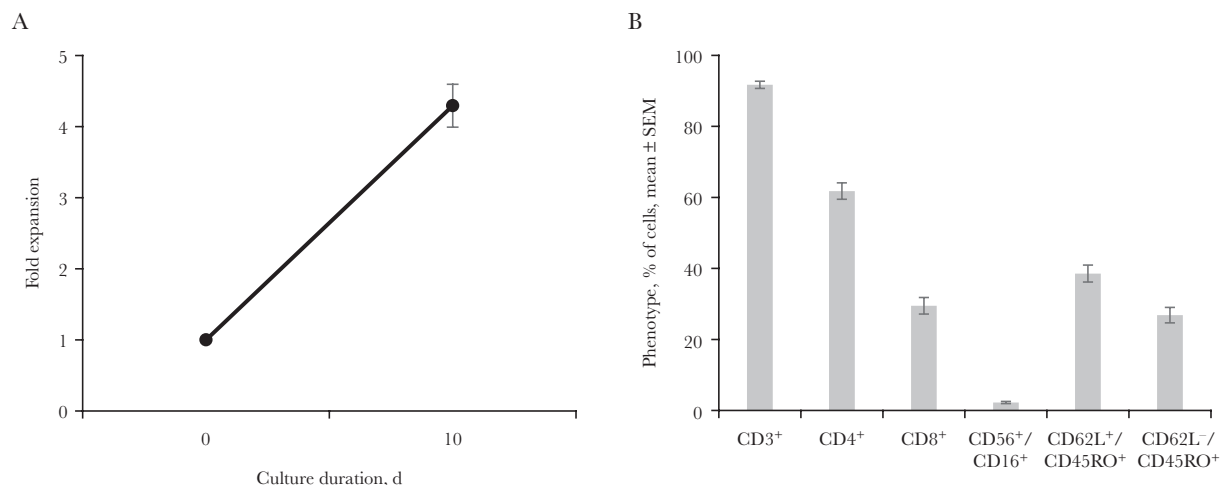 A
5
4
3
2
1
0
Fold expansion
0 10
Culture duration, d
B
100
80
60
40
20
0
Phenotype, % of cells, mean ± SEM
CD3⁺ CD4⁺ CD8⁺ CD56⁺/ CD62L⁺/ CD62L⁻/
CD16⁺ CD45RO⁺ CD45RO⁺